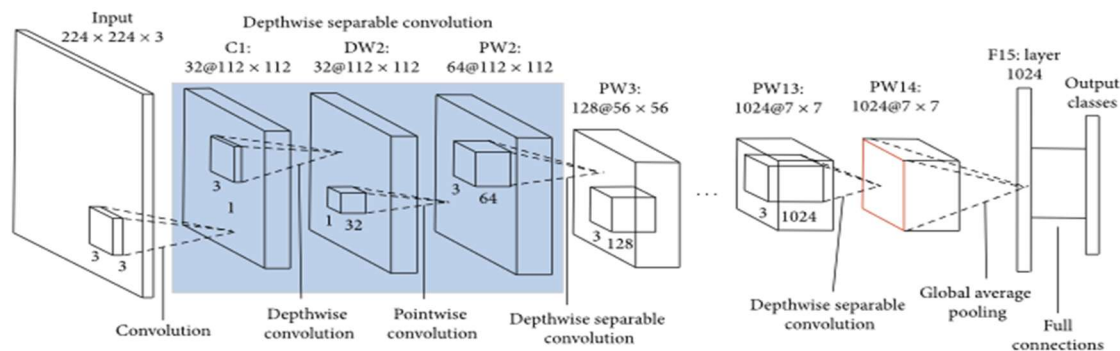 Input
224 × 224 × 3
Depthwise separable convolution
C1:
32@112 × 112
DW2:
32@112 × 112
PW2:
64@112 × 112
PW3:
128@56 × 56
PW13:
1024@7 × 7
PW14:
1024@7 × 7
F15: layer
1024
Output
classes
3
3
3
1
1
32
3
64
3
128
...
3
1024
Convolution
Depthwise
convolution
Pointwise
convolution
Depthwise separable
convolution
Depthwise separable
convolution
Global average
pooling
Full
connections